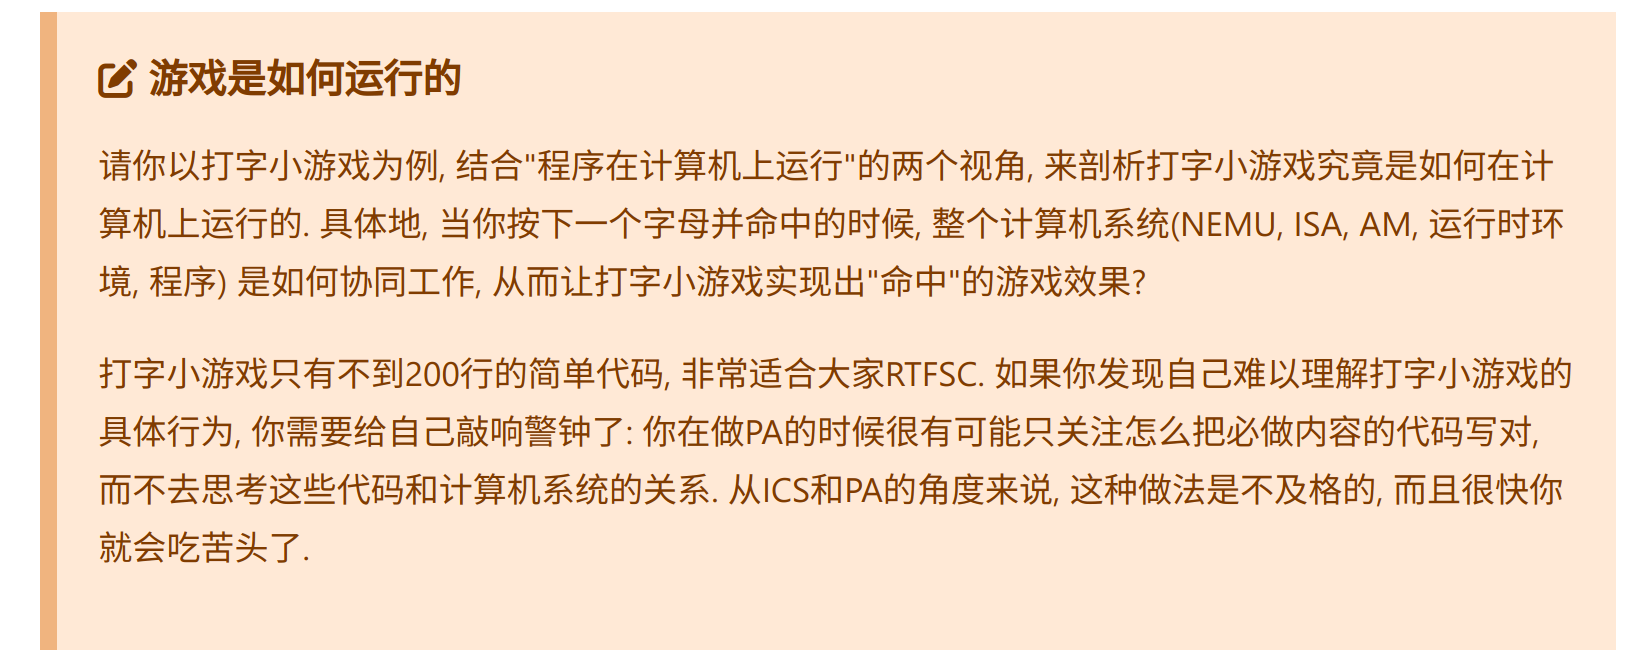 游戏是如何运行的
请你以打字小游戏为例, 结合"程序在计算机上运行"的两个视角, 来剖析打字小游戏究竟是如何在计
算机上运行的. 具体地, 当你按下一个字母并命中的时候, 整个计算机系统(NEMU, ISA, AM, 运行时环
境, 程序) 是如何协同工作, 从而让打字小游戏实现出"命中"的游戏效果?
打字小游戏只有不到200行的简单代码, 非常适合大家RTFSC. 如果你发现自己难以理解打字小游戏的
具体行为, 你需要给自己敲响警钟了: 你在做PA的时候很有可能只关注怎么把必做内容的代码写对,
而不去思考这些代码和计算机系统的关系. 从ICS和PA的角度来说, 这种做法是不及格的, 而且很快你
就会吃苦头了.